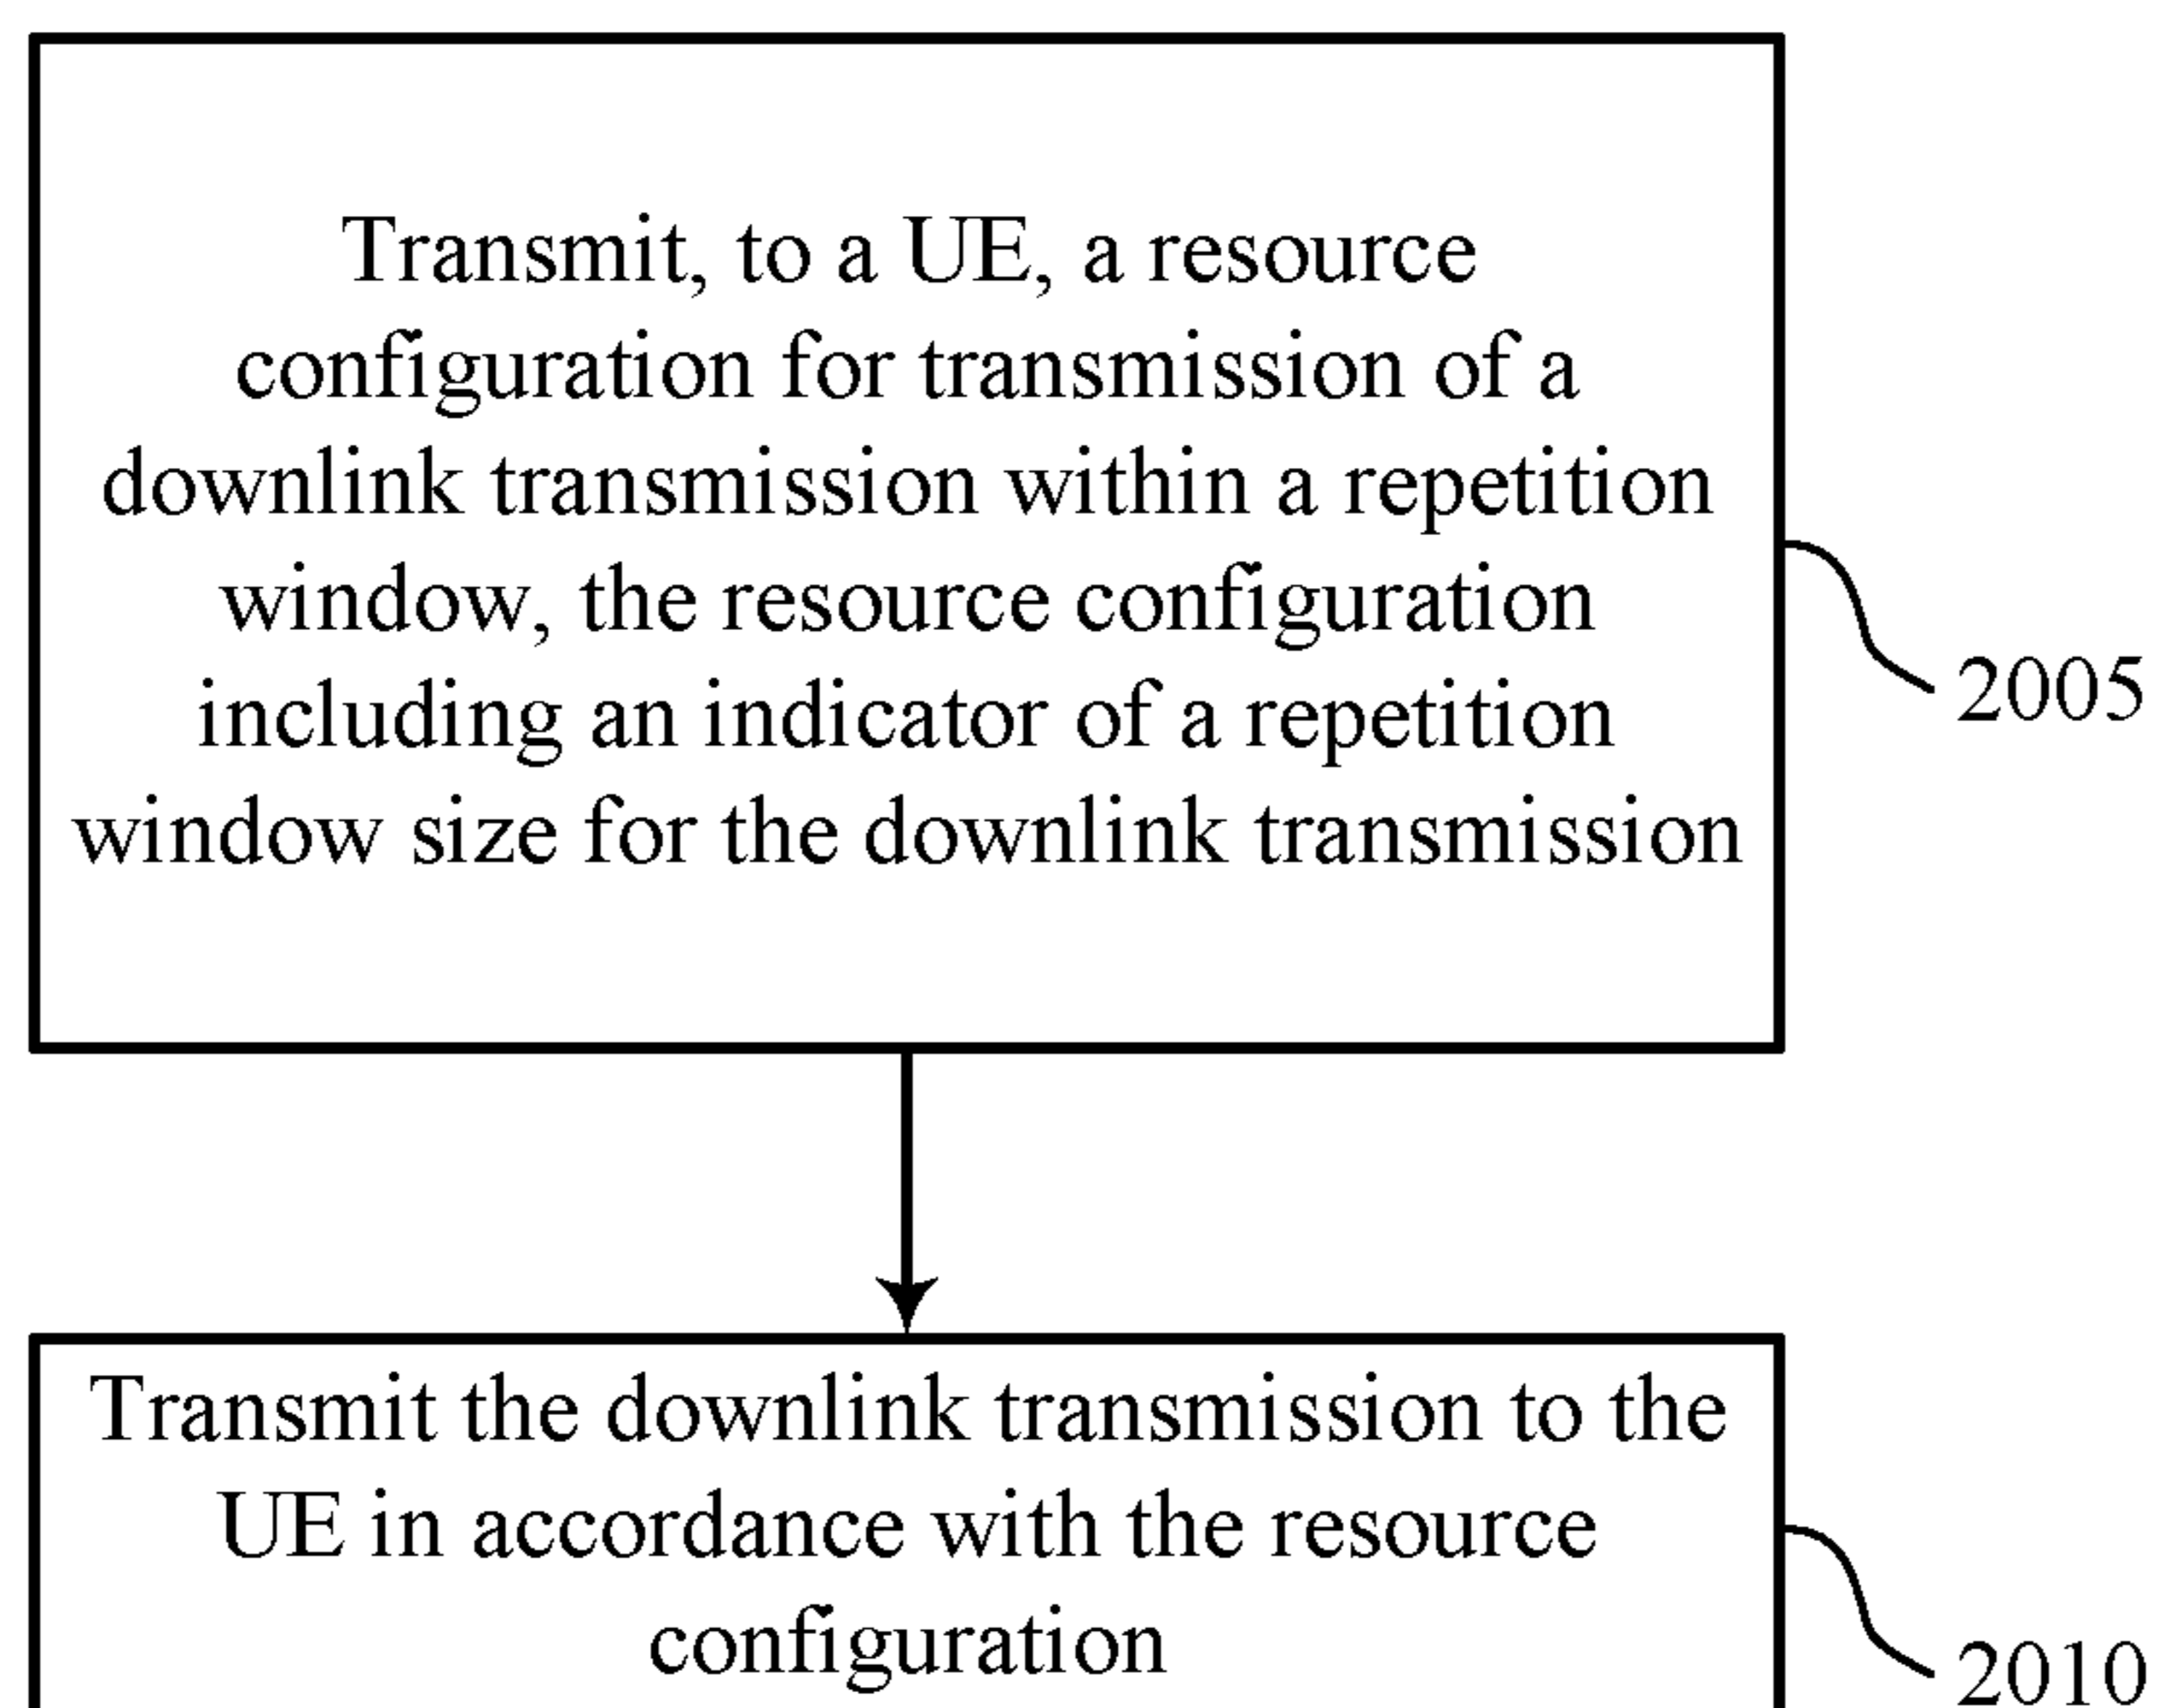 Transmit, to a UE, a resource
configuration for transmission of a
downlink transmission within a repetition
window, the resource configuration
including an indicator of a repetition
window size for the downlink transmission
2005
Transmit the downlink transmission to the
UE in accordance with the resource
configuration
2010